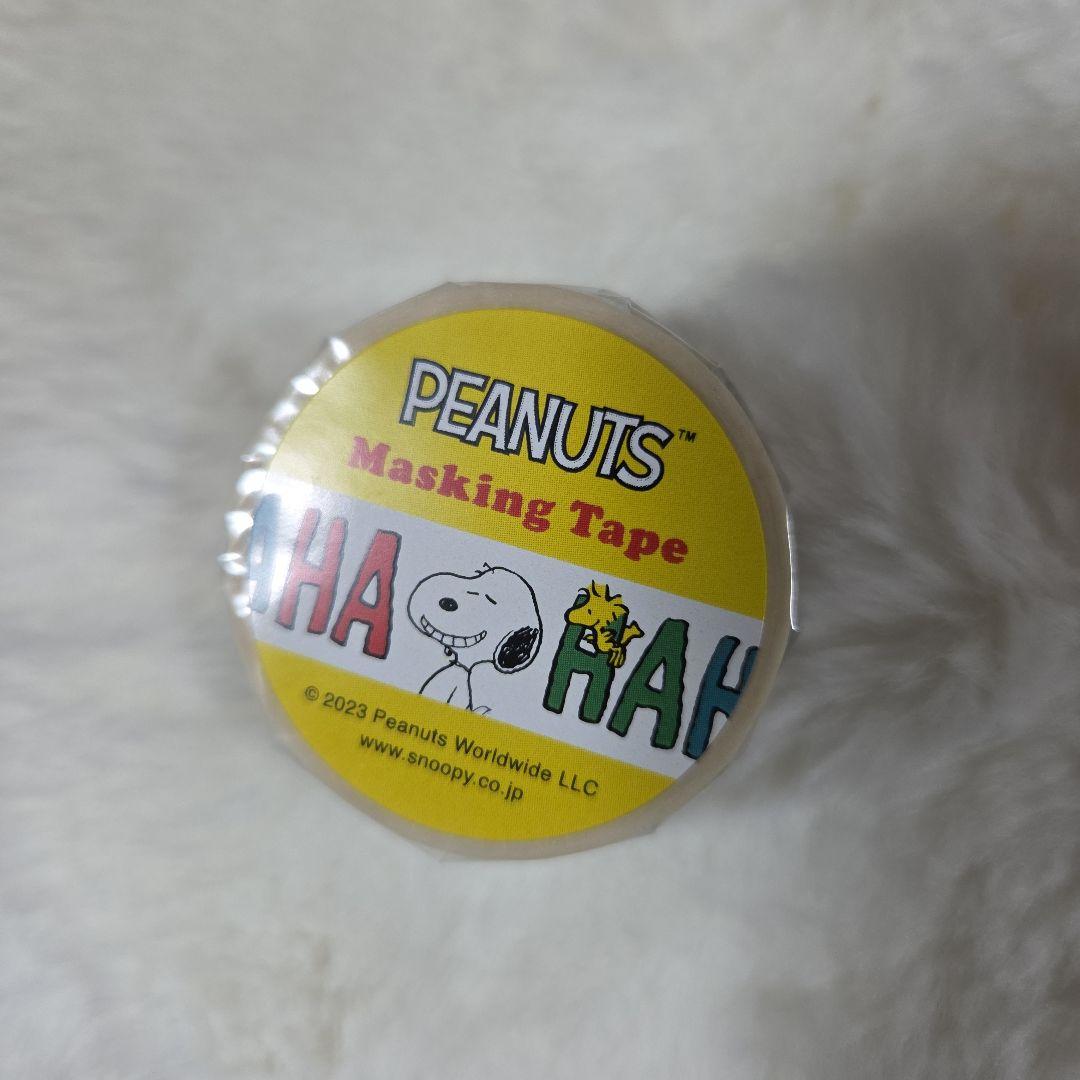 PEANUTS™
Masking Tape
HA HAH
© 2023 Peanuts Worldwide LLC
www.snoopy.co.jp